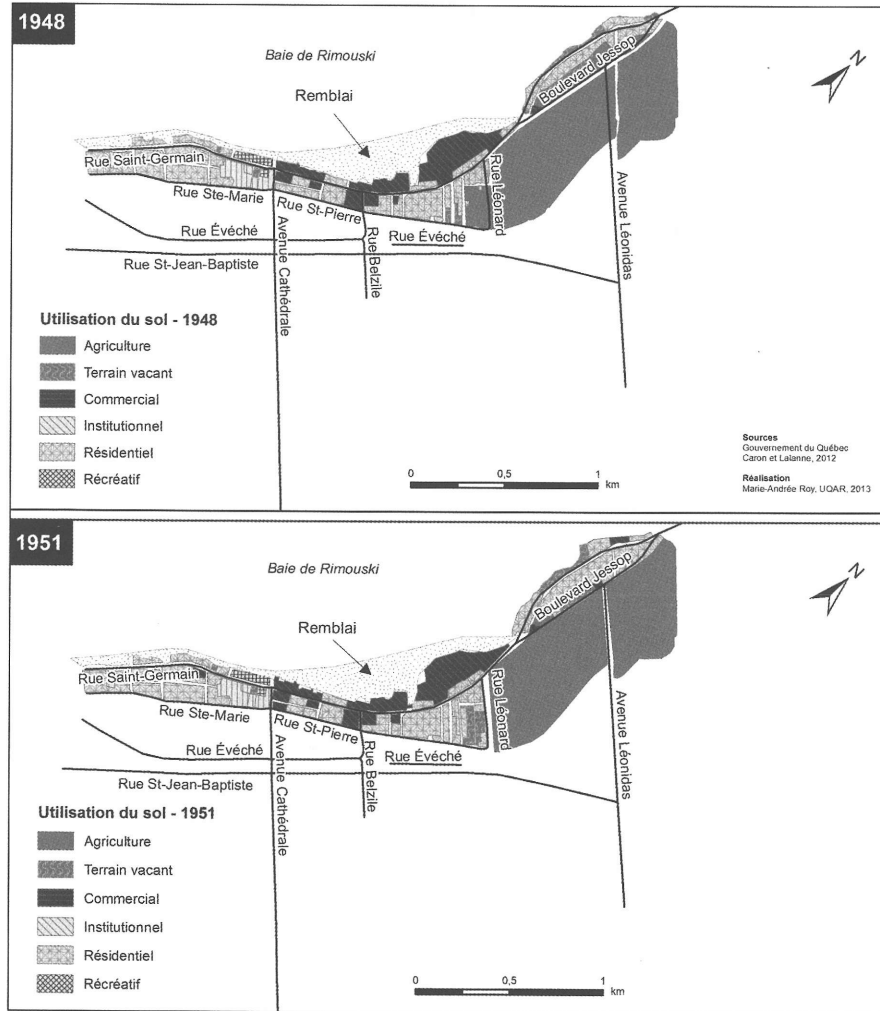 1948
Baie de Rimouski
Remblai
N
Boulevard Jessop
Rue Saint-Germain
Rue Ste-Marie
Rue St-Pierre
Rue Léonard
Rue Évéché
Rue Évéché
Rue St-Jean-Baptiste
Avenue Cathédrale
Rue Belzile
Avenue Léonidas
Utilisation du sol - 1948
Agriculture
Terrain vacant
Commercial
Institutionnel
Résidentiel
Récréatif
0 0,5 1
km
Sources
Gouvernement du Québec
Caron et Lalanne, 2012
Réalisation
Marie-Andrée Roy, UQAR, 2013
1951
Baie de Rimouski
Remblai
N
Boulevard Jessop
Rue Saint-Germain
Rue Ste-Marie
Rue St-Pierre
Rue Léonard
Rue Évéché
Rue Évéché
Rue St-Jean-Baptiste
Avenue Cathédrale
Rue Belzile
Avenue Léonidas
Utilisation du sol - 1951
Agriculture
Terrain vacant
Commercial
Institutionnel
Résidentiel
Récréatif
0 0,5 1
km